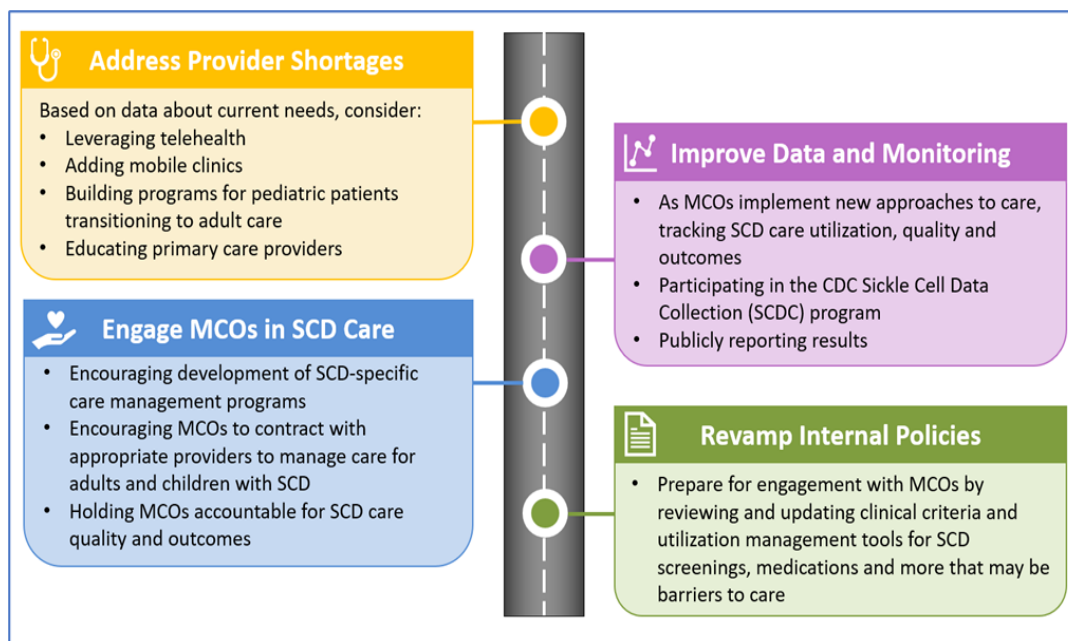 Address Provider Shortages
Based on data about current needs, consider:
• Leveraging telehealth
• Adding mobile clinics
• Building programs for pediatric patients
transitioning to adult care
• Educating primary care providers
Improve Data and Monitoring
• As MCOs implement new approaches to care,
tracking SCD care utilization, quality and
outcomes
• Participating in the CDC Sickle Cell Data
Collection (SCDC) program
• Publicly reporting results
Engage MCOs in SCD Care
• Encouraging development of SCD-specific
care management programs
• Encouraging MCOs to contract with
appropriate providers to manage care for
adults and children with SCD
• Holding MCOs accountable for SCD care
quality and outcomes
Revamp Internal Policies
• Prepare for engagement with MCOs by
reviewing and updating clinical criteria and
utilization management tools for SCD
screenings, medications and more that may be
barriers to care